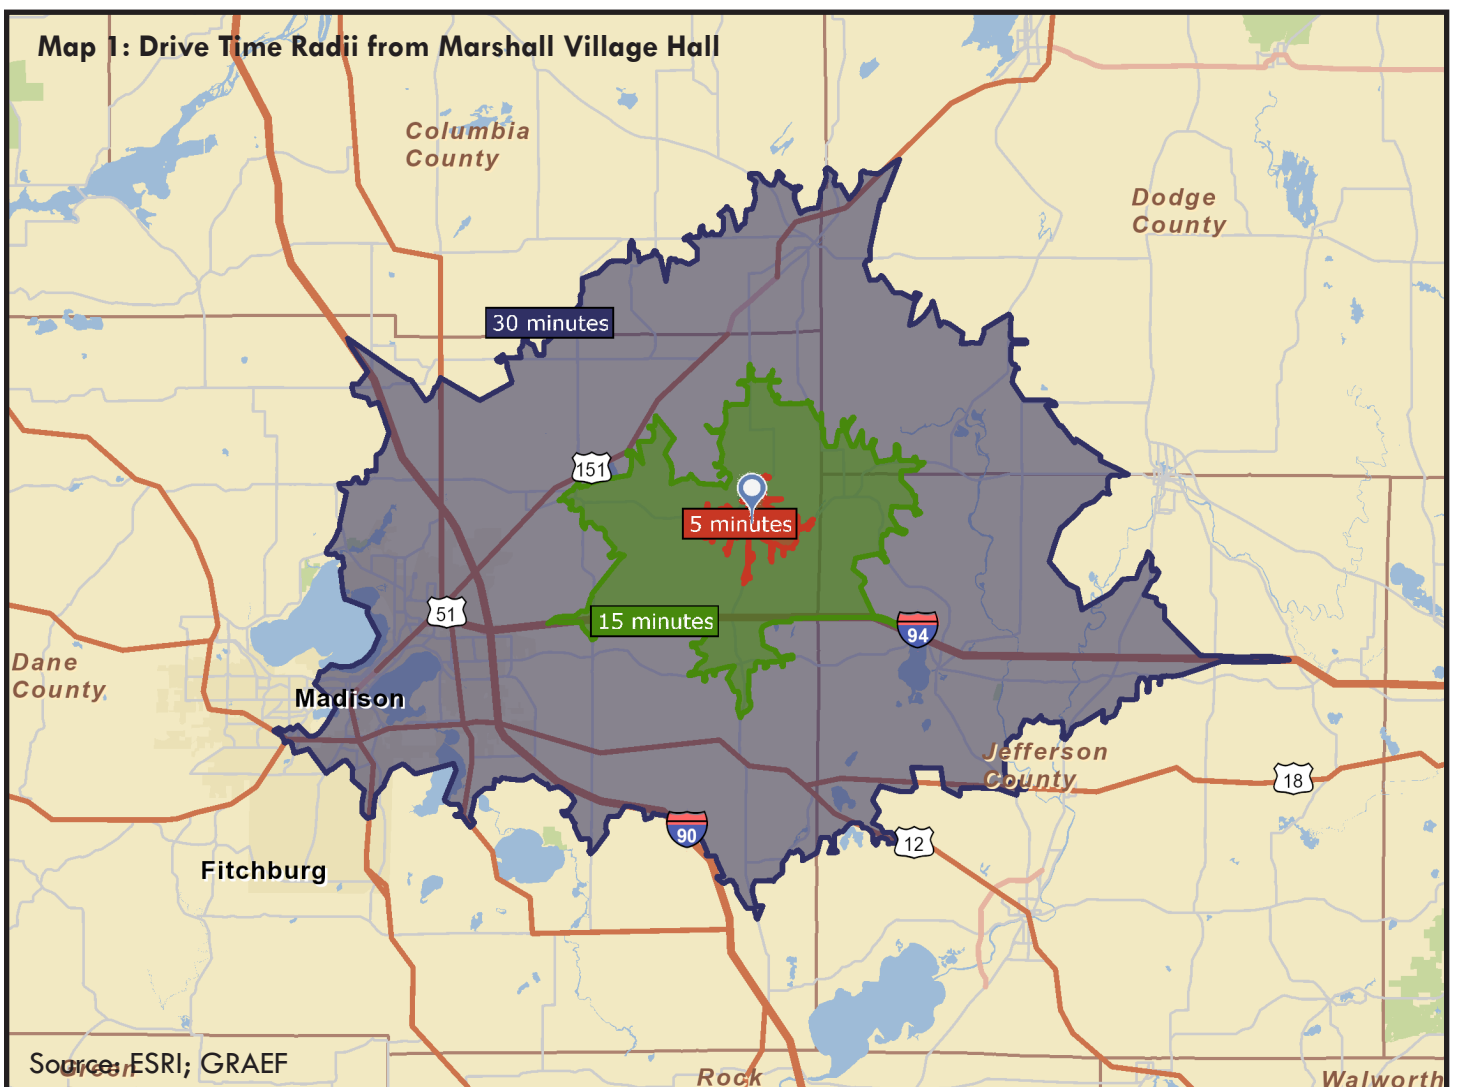 Map 1: Drive Time Radii from Marshall Village Hall
Columbia
County
Dodge
County
30 minutes
151
5 minutes
51
15 minutes
94
Dane
County
Madison
Jefferson
County
18
90
12
Fitchburg
Source: ESRI; GRAEF
Green
Rock
Walworth